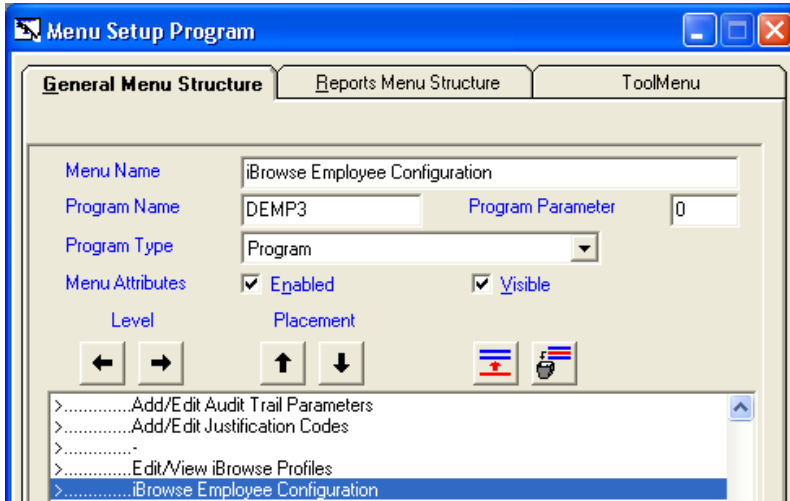 Menu Setup Program
General Menu Structure Reports Menu Structure ToolMenu
Menu Name iBrowse Employee Configuration
Program Name DEMP3 Program Parameter 0
Program Type Program
Menu Attributes Enabled Visible
Level Placement
>..............Add/Edit Audit Trail Parameters
>..............Add/Edit Justification Codes
>..............-
>..............Edit/View iBrowse Profiles
>..............iBrowse Employee Configuration